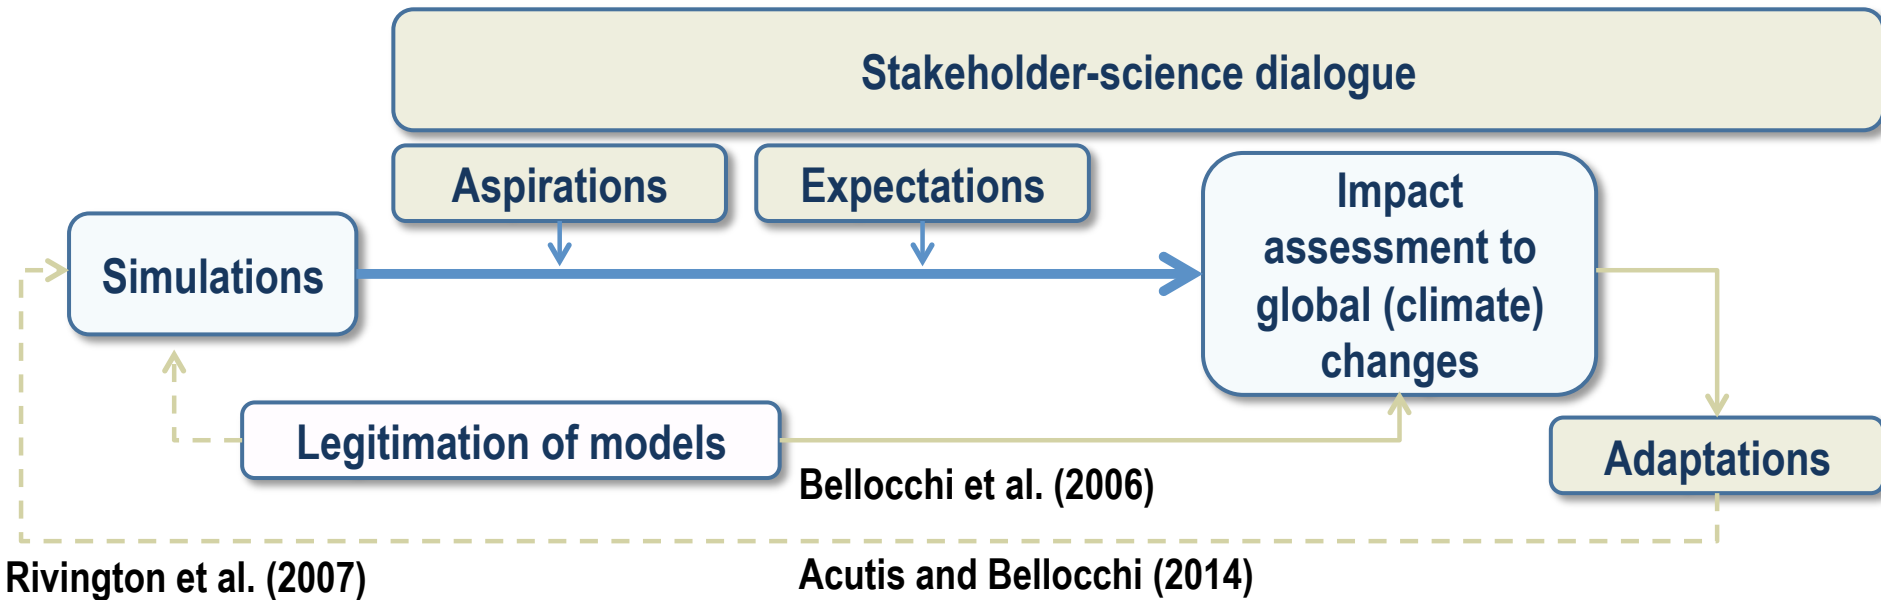 Stakeholder-science dialogue
Aspirations
Expectations
Simulations
Impact
assessment to
global (climate)
changes
Legitimation of models
Adaptations
Bellocchi et al. (2006)
Rivington et al. (2007)
Acutis and Bellocchi (2014)